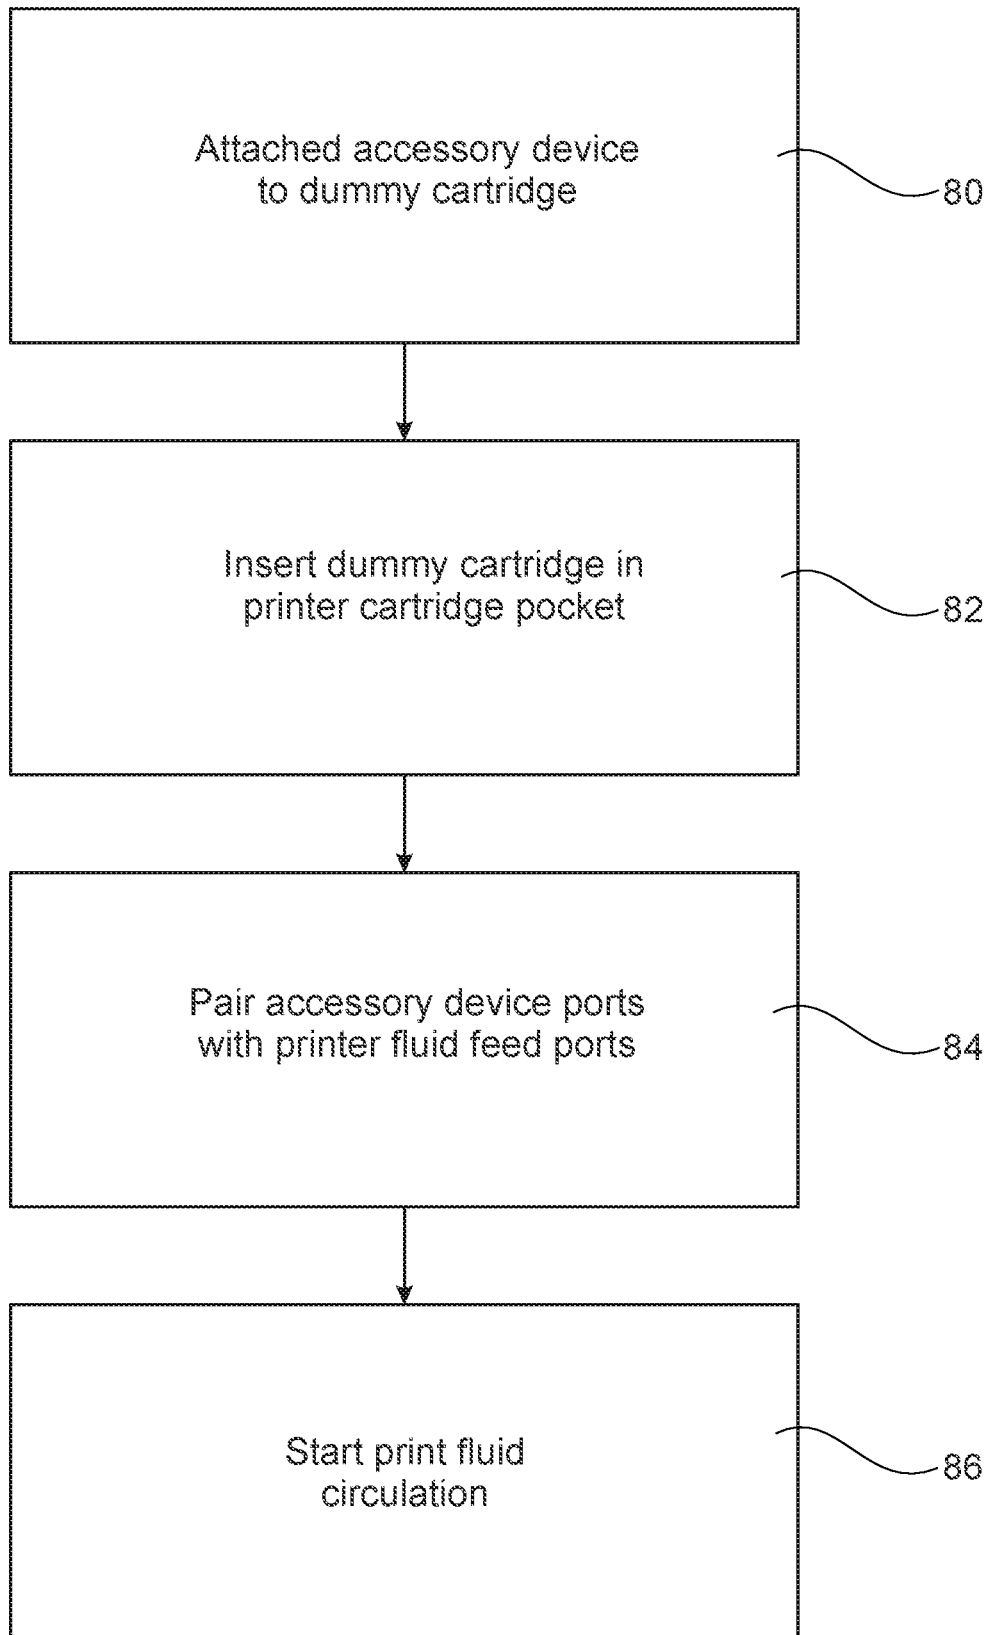 Attached accessory device
to dummy cartridge
80
Insert dummy cartridge in
printer cartridge pocket
82
Pair accessory device ports
with printer fluid feed ports
84
Start print fluid
circulation
86